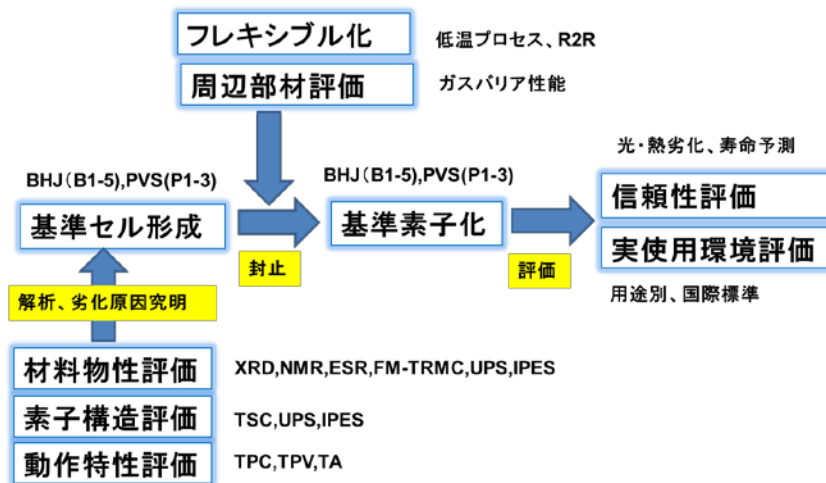 フレキシブル化
低温プロセス、R2R
周辺部材評価
ガスバリア性能
光・熱劣化、寿命予測
BHJ(B1-5),PVS(P1-3)
BHJ(B1-5),PVS(P1-3)
信頼性評価
基準セル形成
基準素子化
実使用環境評価
封止
評価
解析、劣化原因究明
用途別、国際標準
材料物性評価
XRD,NMR,ESR,FM-TRMC,UPS,IPES
素子構造評価
TSC,UPS,IPES
動作特性評価
TPC,TPV,TA